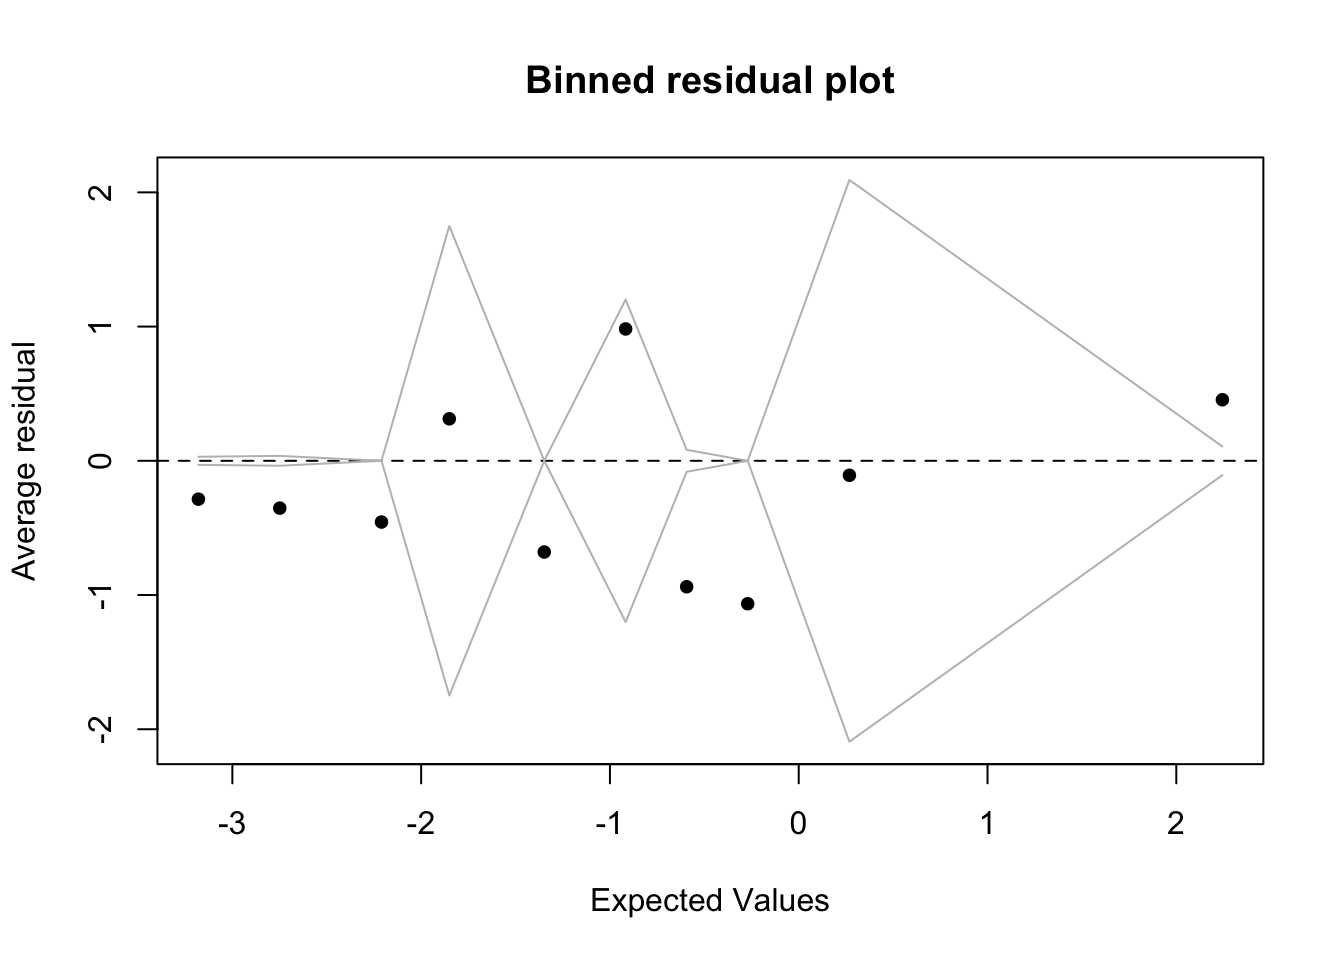 Binned residual plot
Average residual
2
1
0
-1
-2
-3 -2 -1 0 1 2
Expected Values